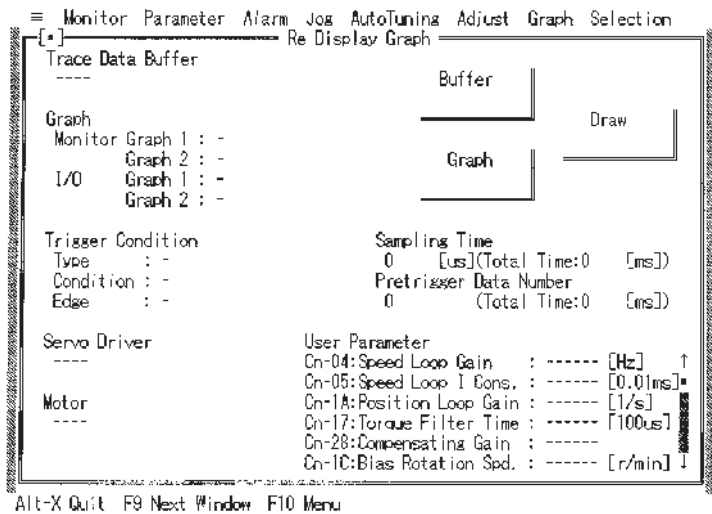 ≡ Monitor Parameter Alarm Jog AutoTuning Adjust Graph Selection
[▪] Re Display Graph
Trace Data Buffer
----
Buffer
Draw
Graph
Monitor Graph 1 : -
Graph 2 : -
I/O Graph 1 : -
Graph 2 : -
Graph
Trigger Condition
Type : -
Condition : -
Edge : -
Sampling Time
0 [us](Total Time:0 [ms])
Pretrigger Data Number
0 (Total Time:0 [ms])
Servo Driver
----
Motor
----
User Parameter
Cn-04:Speed Loop Gain : ------ [Hz] ↑
Cn-05:Speed Loop I Cons. : ------ [0.01ms]▪
Cn-1A:Position Loop Gain : ------ [1/s]
Cn-17:Torque Filter Time : ------ [100us]
Cn-28:Compensating Gain : ------
Cn-1C:Bias Rotation Spd. : ------ [r/min] ↓
Alt-X Quit F9 Next Window F10 Menu